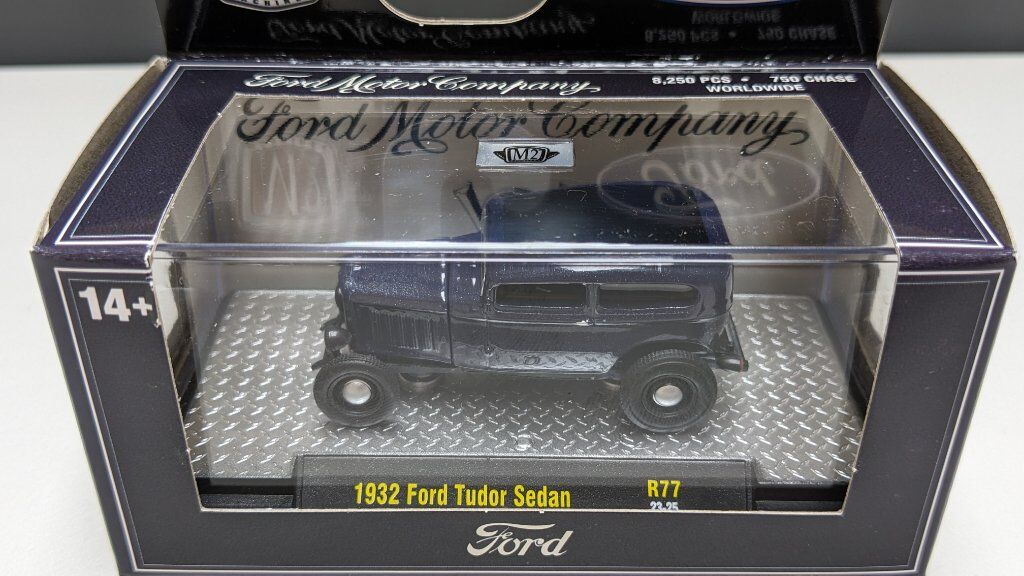 Ford Motor Company
8,250 PCS • 750 CHASE
WORLDWIDE
Ford Motor Company
M2
Ford
14+
1932 Ford Tudor Sedan
R77
23-25
Ford